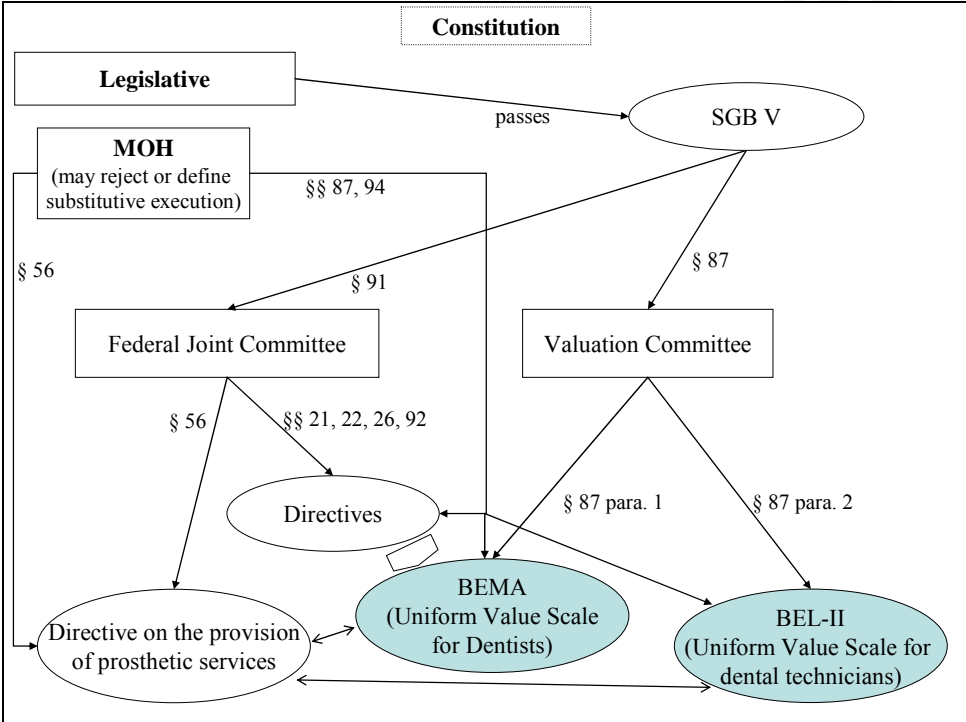 Constitution
Legislative
passes
SGB V
MOH
(may reject or define
substitutive execution)
§§ 87, 94
§ 56
§ 91
§ 87
Federal Joint Committee
Valuation Committee
§ 56
§§ 21, 22, 26, 92
Directives
§ 87 para. 1
§ 87 para. 2
BEMA
(Uniform Value Scale
for Dentists)
BEL-II
(Uniform Value Scale for
dental technicians)
Directive on the provision
of prosthetic services